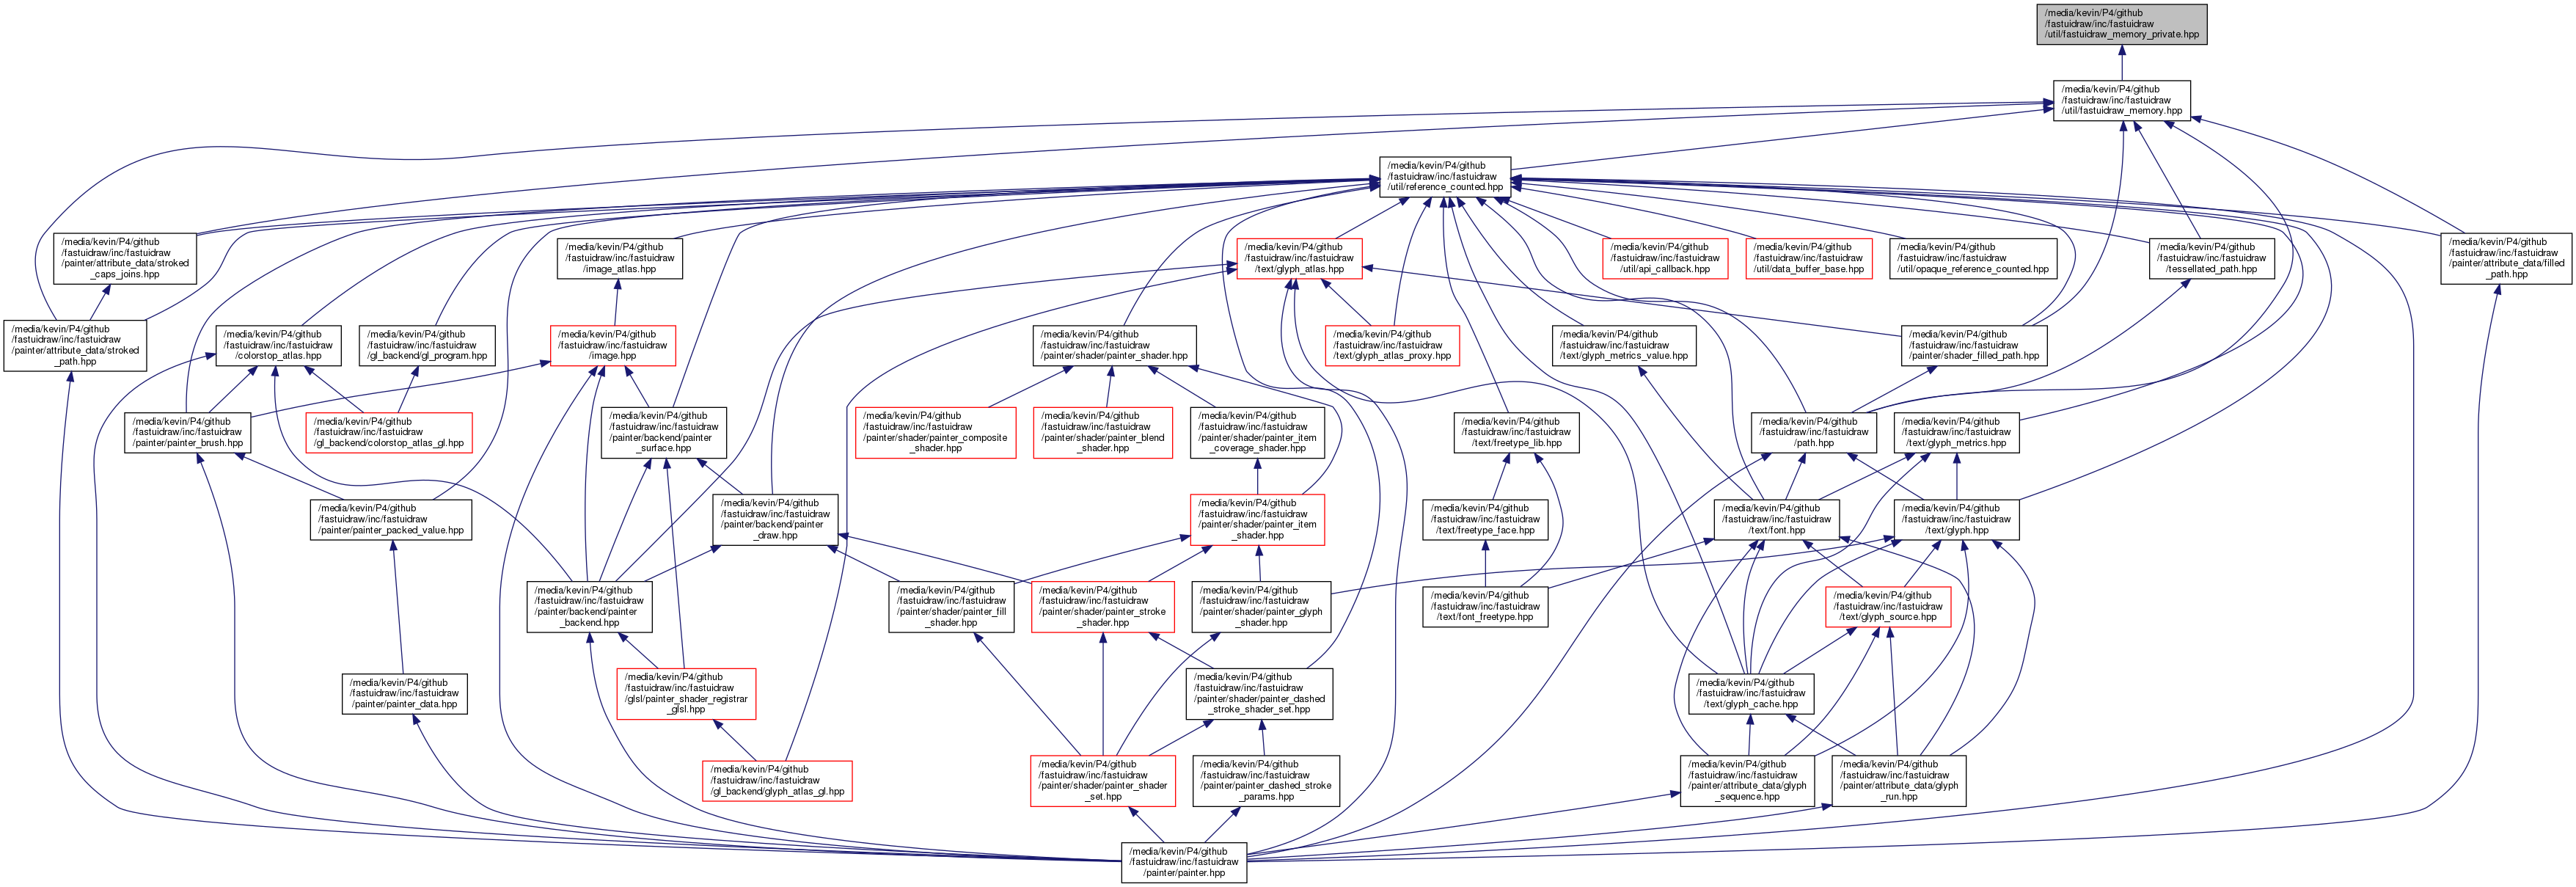 /media/kevin/P4/github
/fastuidraw/inc/fastuidraw
/util/fastuidraw_memory_private.hpp
/media/kevin/P4/github
/fastuidraw/inc/fastuidraw
/util/fastuidraw_memory.hpp
/media/kevin/P4/github
/fastuidraw/inc/fastuidraw
/util/reference_counted.hpp
/media/kevin/P4/github
/fastuidraw/inc/fastuidraw
/painter/attribute_data/stroked
_caps_joins.hpp
/media/kevin/P4/github
/fastuidraw/inc/fastuidraw
/image_atlas.hpp
/media/kevin/P4/github
/fastuidraw/inc/fastuidraw
/text/glyph_atlas.hpp
/media/kevin/P4/github
/fastuidraw/inc/fastuidraw
/util/api_callback.hpp
/media/kevin/P4/github
/fastuidraw/inc/fastuidraw
/util/data_buffer_base.hpp
/media/kevin/P4/github
/fastuidraw/inc/fastuidraw
/util/opaque_reference_counted.hpp
/media/kevin/P4/github
/fastuidraw/inc/fastuidraw
/tessellated_path.hpp
/media/kevin/P4/github
/fastuidraw/inc/fastuidraw
/painter/attribute_data/filled
_path.hpp
/media/kevin/P4/github
/fastuidraw/inc/fastuidraw
/painter/attribute_data/stroked
_path.hpp
/media/kevin/P4/github
/fastuidraw/inc/fastuidraw
/colorstop_atlas.hpp
/media/kevin/P4/github
/fastuidraw/inc/fastuidraw
/gl_backend/gl_program.hpp
/media/kevin/P4/github
/fastuidraw/inc/fastuidraw
/image.hpp
/media/kevin/P4/github
/fastuidraw/inc/fastuidraw
/painter/shader/painter_shader.hpp
/media/kevin/P4/github
/fastuidraw/inc/fastuidraw
/text/glyph_atlas_proxy.hpp
/media/kevin/P4/github
/fastuidraw/inc/fastuidraw
/text/glyph_metrics_value.hpp
/media/kevin/P4/github
/fastuidraw/inc/fastuidraw
/painter/shader_filled_path.hpp
/media/kevin/P4/github
/fastuidraw/inc/fastuidraw
/painter/painter_brush.hpp
/media/kevin/P4/github
/fastuidraw/inc/fastuidraw
/gl_backend/colorstop_atlas_gl.hpp
/media/kevin/P4/github
/fastuidraw/inc/fastuidraw
/painter/backend/painter
_surface.hpp
/media/kevin/P4/github
/fastuidraw/inc/fastuidraw
/painter/shader/painter_composite
_shader.hpp
/media/kevin/P4/github
/fastuidraw/inc/fastuidraw
/painter/shader/painter_blend
_shader.hpp
/media/kevin/P4/github
/fastuidraw/inc/fastuidraw
/painter/shader/painter_item
_coverage_shader.hpp
/media/kevin/P4/github
/fastuidraw/inc/fastuidraw
/text/freetype_lib.hpp
/media/kevin/P4/github
/fastuidraw/inc/fastuidraw
/path.hpp
/media/kevin/P4/github
/fastuidraw/inc/fastuidraw
/text/glyph_metrics.hpp
/media/kevin/P4/github
/fastuidraw/inc/fastuidraw
/painter/painter_packed_value.hpp
/media/kevin/P4/github
/fastuidraw/inc/fastuidraw
/painter/backend/painter
_draw.hpp
/media/kevin/P4/github
/fastuidraw/inc/fastuidraw
/painter/shader/painter_item
_shader.hpp
/media/kevin/P4/github
/fastuidraw/inc/fastuidraw
/text/freetype_face.hpp
/media/kevin/P4/github
/fastuidraw/inc/fastuidraw
/text/font.hpp
/media/kevin/P4/github
/fastuidraw/inc/fastuidraw
/text/glyph.hpp
/media/kevin/P4/github
/fastuidraw/inc/fastuidraw
/painter/backend/painter
_backend.hpp
/media/kevin/P4/github
/fastuidraw/inc/fastuidraw
/painter/shader/painter_fill
_shader.hpp
/media/kevin/P4/github
/fastuidraw/inc/fastuidraw
/painter/shader/painter_stroke
_shader.hpp
/media/kevin/P4/github
/fastuidraw/inc/fastuidraw
/painter/shader/painter_glyph
_shader.hpp
/media/kevin/P4/github
/fastuidraw/inc/fastuidraw
/text/font_freetype.hpp
/media/kevin/P4/github
/fastuidraw/inc/fastuidraw
/text/glyph_source.hpp
/media/kevin/P4/github
/fastuidraw/inc/fastuidraw
/painter/painter_data.hpp
/media/kevin/P4/github
/fastuidraw/inc/fastuidraw
/glsl/painter_shader_registrar
_glsl.hpp
/media/kevin/P4/github
/fastuidraw/inc/fastuidraw
/painter/shader/painter_dashed
_stroke_shader_set.hpp
/media/kevin/P4/github
/fastuidraw/inc/fastuidraw
/text/glyph_cache.hpp
/media/kevin/P4/github
/fastuidraw/inc/fastuidraw
/gl_backend/glyph_atlas_gl.hpp
/media/kevin/P4/github
/fastuidraw/inc/fastuidraw
/painter/shader/painter_shader
_set.hpp
/media/kevin/P4/github
/fastuidraw/inc/fastuidraw
/painter/painter_dashed_stroke
_params.hpp
/media/kevin/P4/github
/fastuidraw/inc/fastuidraw
/painter/attribute_data/glyph
_sequence.hpp
/media/kevin/P4/github
/fastuidraw/inc/fastuidraw
/painter/attribute_data/glyph
_run.hpp
/media/kevin/P4/github
/fastuidraw/inc/fastuidraw
/painter/painter.hpp